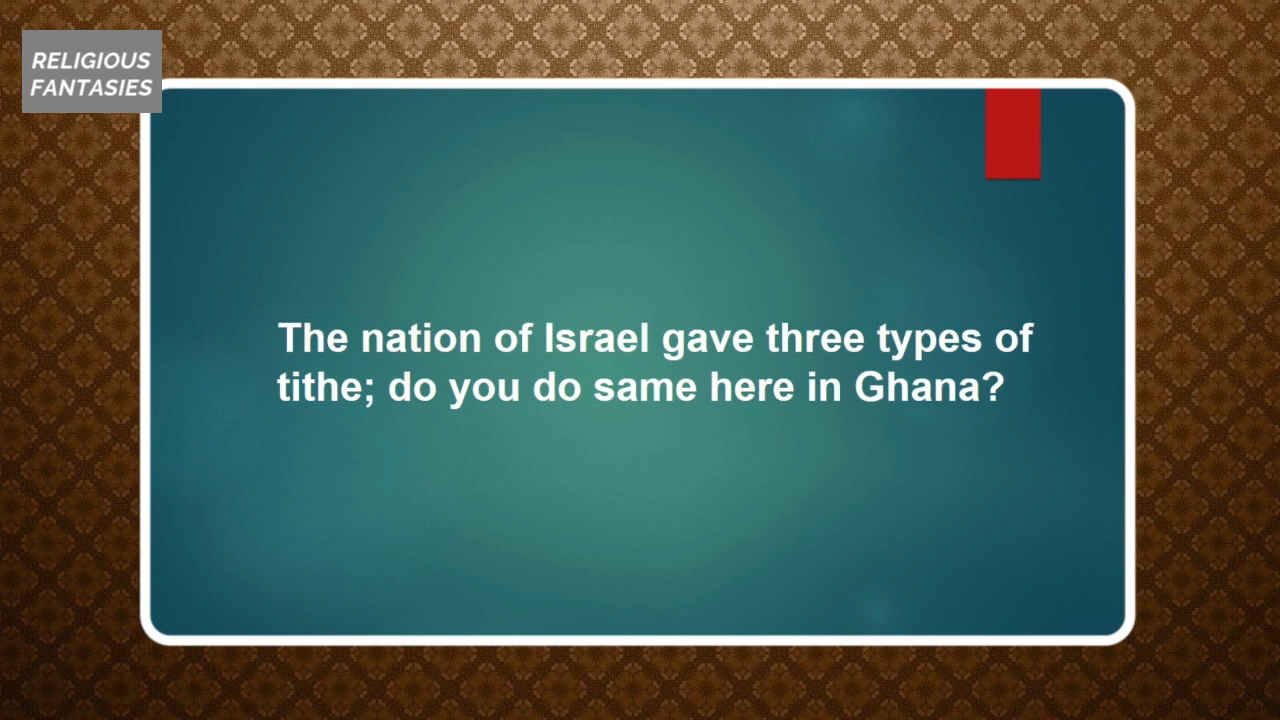 RELIGIOUS
FANTASIES
The nation of Israel gave three types of
tithe; do you do same here in Ghana?